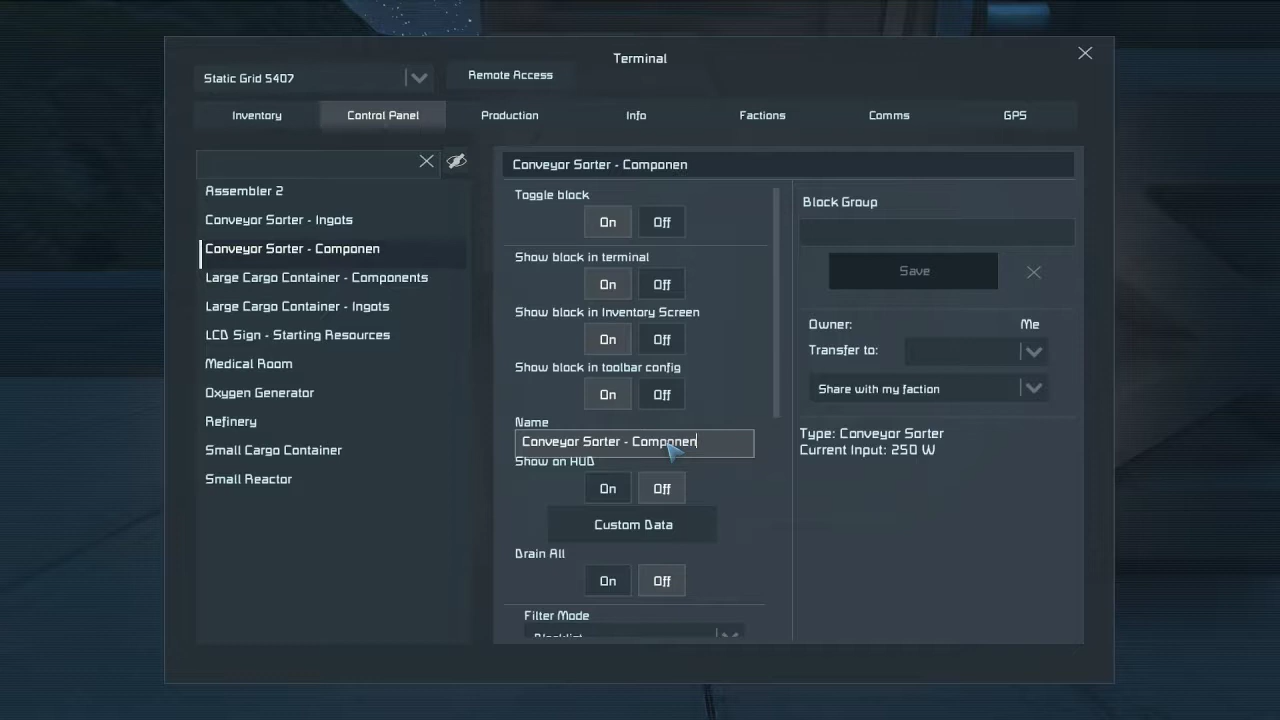 Terminal
Static Grid 5407
Remote Access
Inventory
Control Panel
Production
Info
Factions
Comms
GPS
Assembler 2
Conveyor Sorter - Ingots
Conveyor Sorter - Componen
Large Cargo Container - Components
Large Cargo Container - Ingots
LCD Sign - Starting Resources
Medical Room
Oxygen Generator
Refinery
Small Cargo Container
Small Reactor
Conveyor Sorter - Componen
Toggle block
On Off
Show block in terminal
On Off
Show block in Inventory Screen
On Off
Show block in toolbar config
On Off
Name
Conveyor Sorter - Componen
Show on HUD
On Off
Custom Data
Drain All
On Off
Filter Mode
Blacklist
Block Group
Save
Owner: Me
Transfer to:
Share with my faction
Type: Conveyor Sorter
Current Input: 250 W